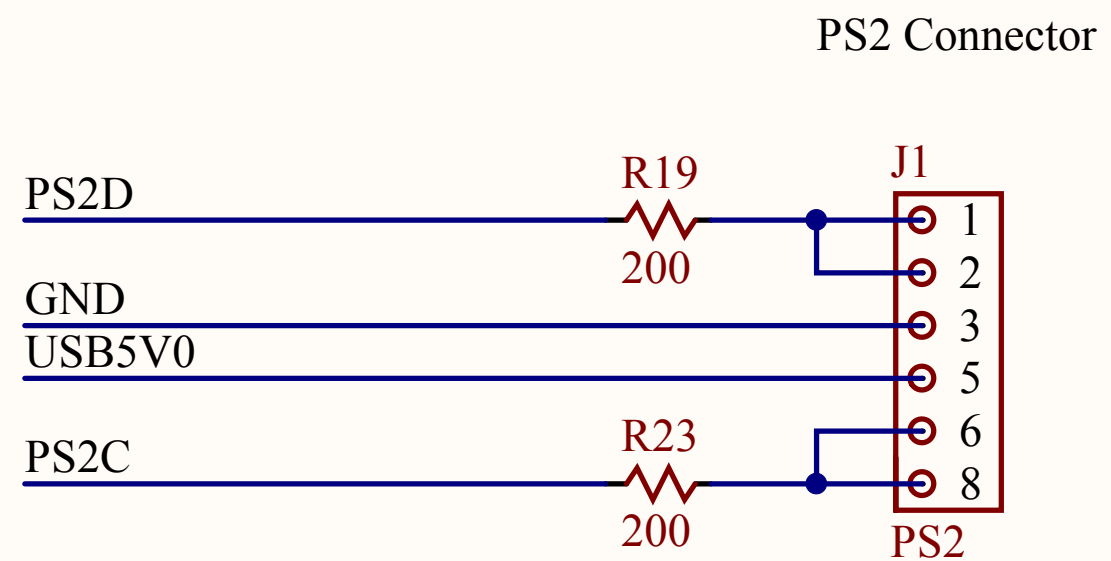 PS2 Connector
J1
R19
PS2D
1
200
2
GND
3
USB5V0
5
R23
6
PS2C
8
200
PS2